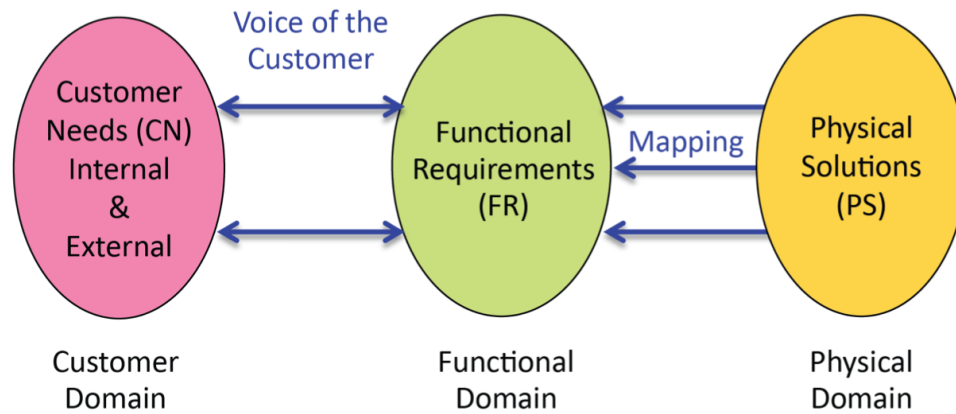 Voice of the
Customer
Customer
Needs (CN)
Internal
&
External
Functional
Requirements
(FR)
Mapping
Physical
Solutions
(PS)
Customer
Domain
Functional
Domain
Physical
Domain